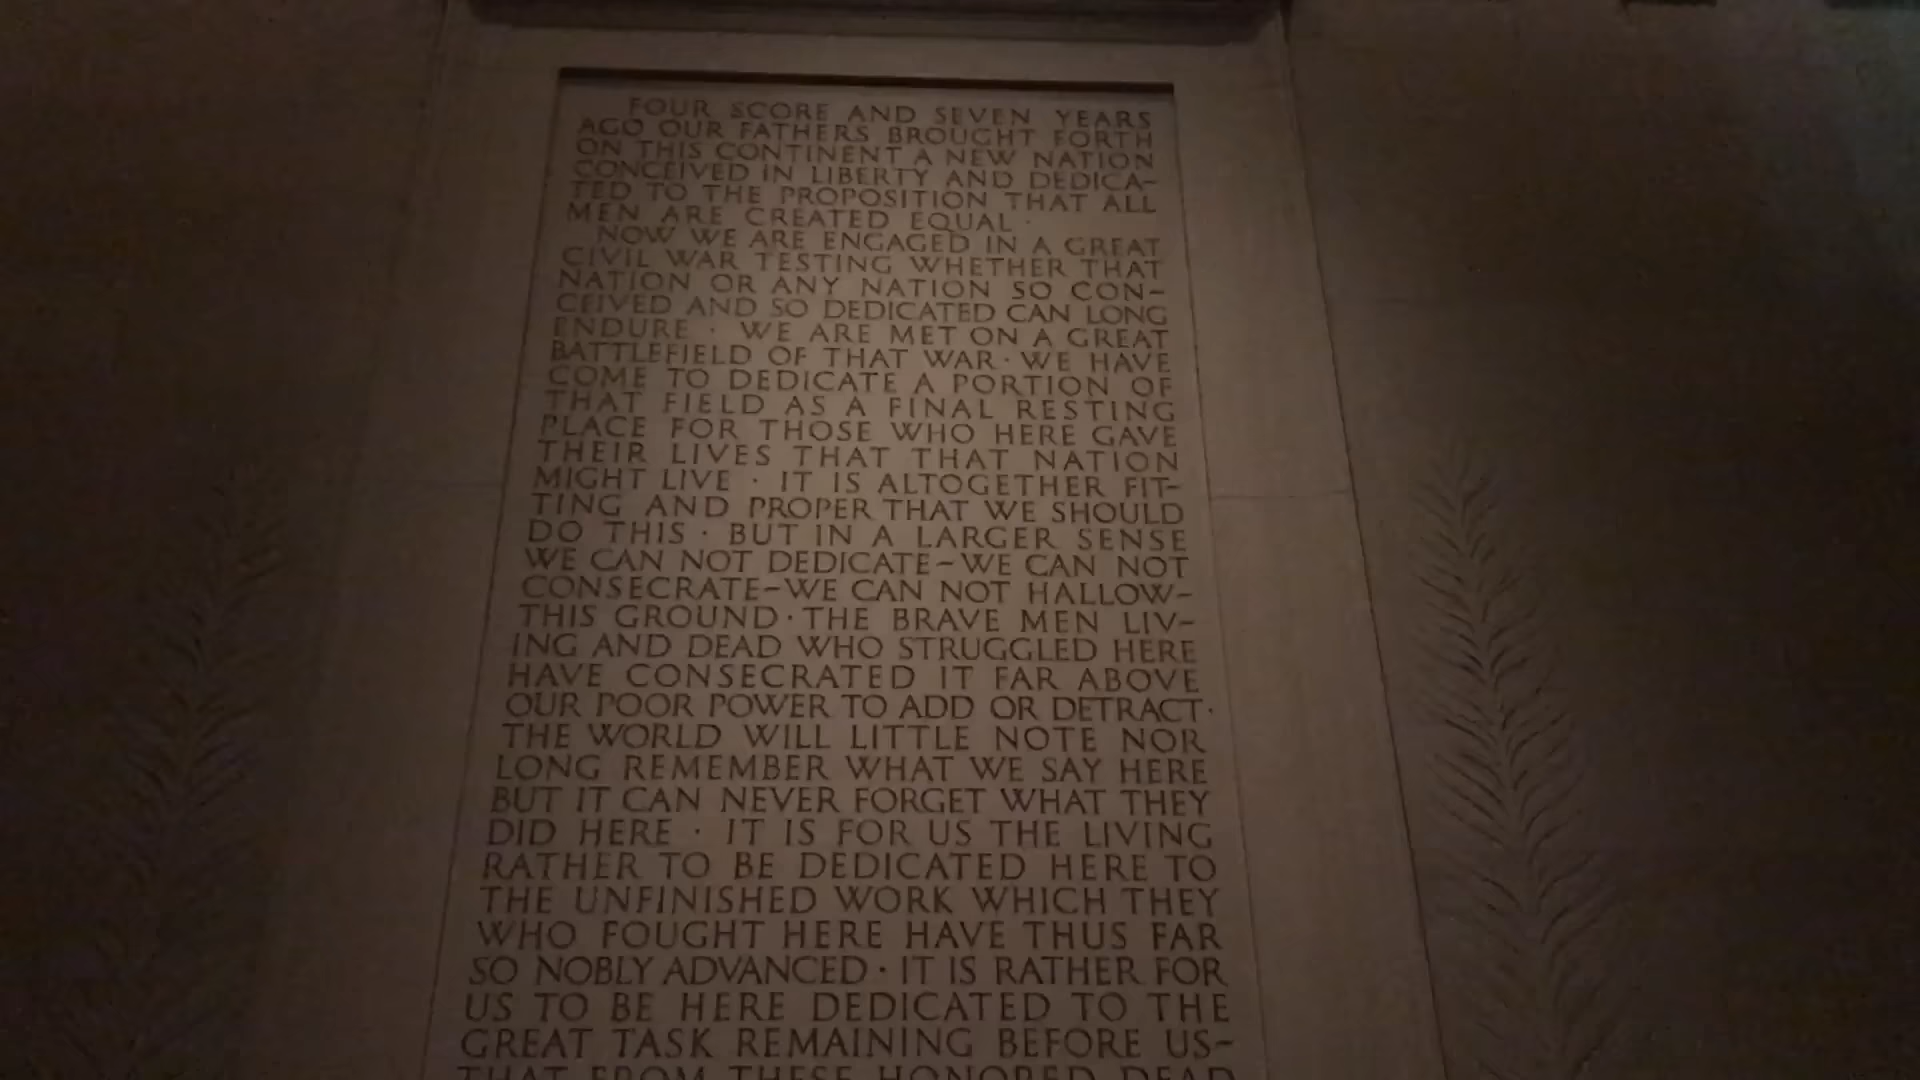 FOUR SCORE AND SEVEN YEARS
AGO OUR FATHERS BROUGHT FORTH
ON THIS CONTINENT A NEW NATION
CONCEIVED IN LIBERTY AND DEDICA-
TED TO THE PROPOSITION THAT ALL
MEN ARE CREATED EQUAL ·
NOW WE ARE ENGAGED IN A GREAT
CIVIL WAR TESTING WHETHER THAT
NATION OR ANY NATION SO CON-
CEIVED AND SO DEDICATED CAN LONG
ENDURE · WE ARE MET ON A GREAT
BATTLEFIELD OF THAT WAR · WE HAVE
COME TO DEDICATE A PORTION OF
THAT FIELD AS A FINAL RESTING
PLACE FOR THOSE WHO HERE GAVE
THEIR LIVES THAT THAT NATION
MIGHT LIVE · IT IS ALTOGETHER FIT-
TING AND PROPER THAT WE SHOULD
DO THIS · BUT IN A LARGER SENSE
WE CAN NOT DEDICATE-WE CAN NOT
CONSECRATE-WE CAN NOT HALLOW-
THIS GROUND · THE BRAVE MEN LIV-
ING AND DEAD WHO STRUGGLED HERE
HAVE CONSECRATED IT FAR ABOVE
OUR POOR POWER TO ADD OR DETRACT ·
THE WORLD WILL LITTLE NOTE NOR
LONG REMEMBER WHAT WE SAY HERE
BUT IT CAN NEVER FORGET WHAT THEY
DID HERE · IT IS FOR US THE LIVING
RATHER TO BE DEDICATED HERE TO
THE UNFINISHED WORK WHICH THEY
WHO FOUGHT HERE HAVE THUS FAR
SO NOBLY ADVANCED · IT IS RATHER FOR
US TO BE HERE DEDICATED TO THE
GREAT TASK REMAINING BEFORE US-
THAT FROM THESE HONORED DEAD